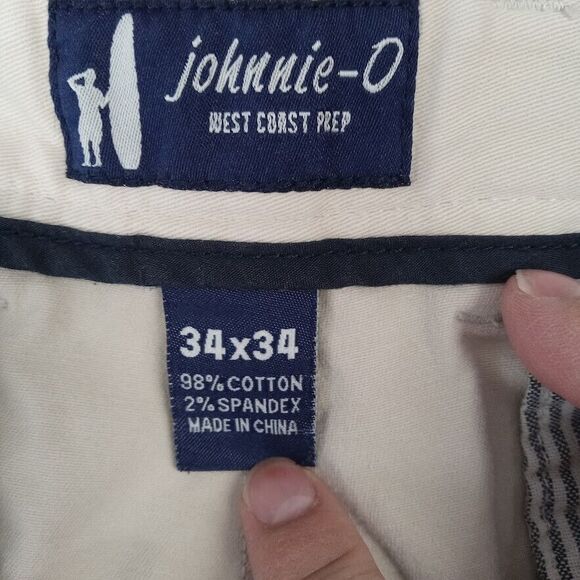 johnnie-O
WEST COAST PREP
34x34
98% COTTON
2% SPANDEX
MADE IN CHINA